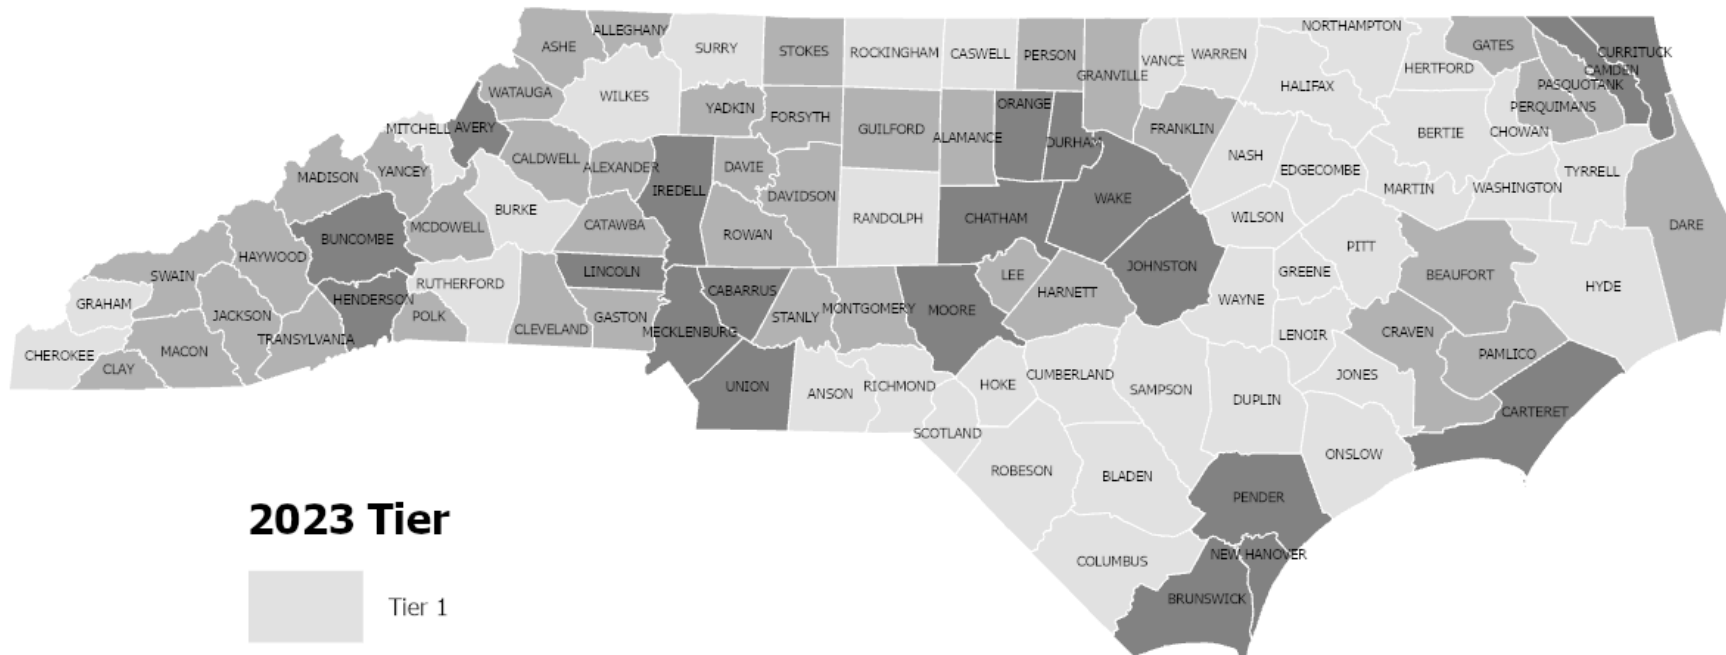 ALLEGHANY
ASHE
SURRY
STOKES
ROCKINGHAM
CASWELL
PERSON
GRANVILLE
VANCE
WARREN
NORTHAMPTON
GATES
CURRITUCK
CAMDEN
PASQUOTANK
PERQUIMANS
HERTFORD
HALIFAX
WATAUGA
WILKES
YADKIN
FORSYTH
GUILFORD
ALAMANCE
ORANGE
DURHAM
FRANKLIN
BERTIE
CHOWAN
MITCHELL
AVERY
CALDWELL
ALEXANDER
IREDELL
DAVIE
DAVIDSON
NASH
EDGECOMBE
MARTIN
WASHINGTON
TYRRELL
MADISON
YANCEY
BURKE
CATAWBA
ROWAN
RANDOLPH
CHATHAM
WAKE
WILSON
PITT
DARE
BUNCOMBE
MCDOWELL
HAYWOOD
SWAIN
LINCOLN
CABARRUS
LEE
HARNETT
JOHNSTON
GREENE
BEAUFORT
HYDE
GRAHAM
JACKSON
HENDERSON
RUTHERFORD
POLK
CLEVELAND
GASTON
MECKLENBURG
STANLY
MONTGOMERY
MOORE
WAYNE
LENOIR
CRAVEN
PAMLICO
CHEROKEE
CLAY
MACON
TRANSYLVANIA
UNION
ANSON
RICHMOND
HOKE
CUMBERLAND
SAMPSON
DUPLIN
JONES
CARTERET
SCOTLAND
ROBESON
BLADEN
ONSLOW
PENDER
COLUMBUS
NEW HANOVER
BRUNSWICK
2023 Tier
Tier 1